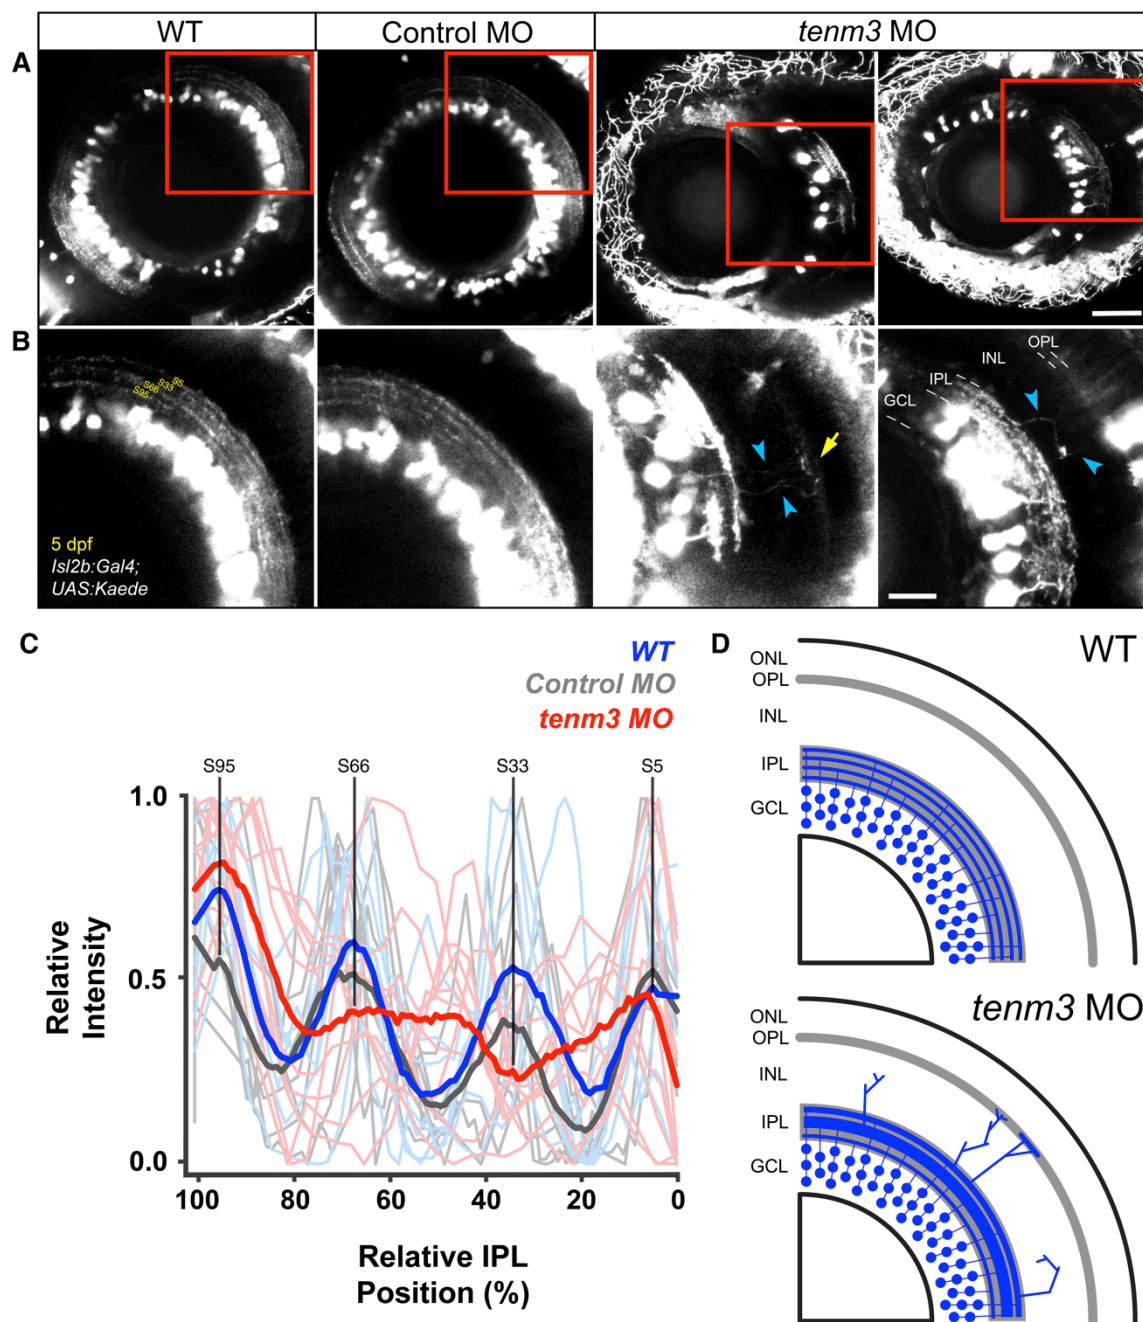 WT
Control MO
tenm3 MO
A
B
S95
S66
S33
S5
5 dpf
Isl2b:Gal4;
UAS:Kaede
OPL
INL
IPL
GCL
C
WT
Control MO
tenm3 MO
S95
S66
S33
S5
1.0
0.5
0.0
Relative
Intensity
100
80
60
40
20
0
Relative IPL
Position (%)
D
WT
ONL
OPL
INL
IPL
GCL
tenm3 MO
ONL
OPL
INL
IPL
GCL